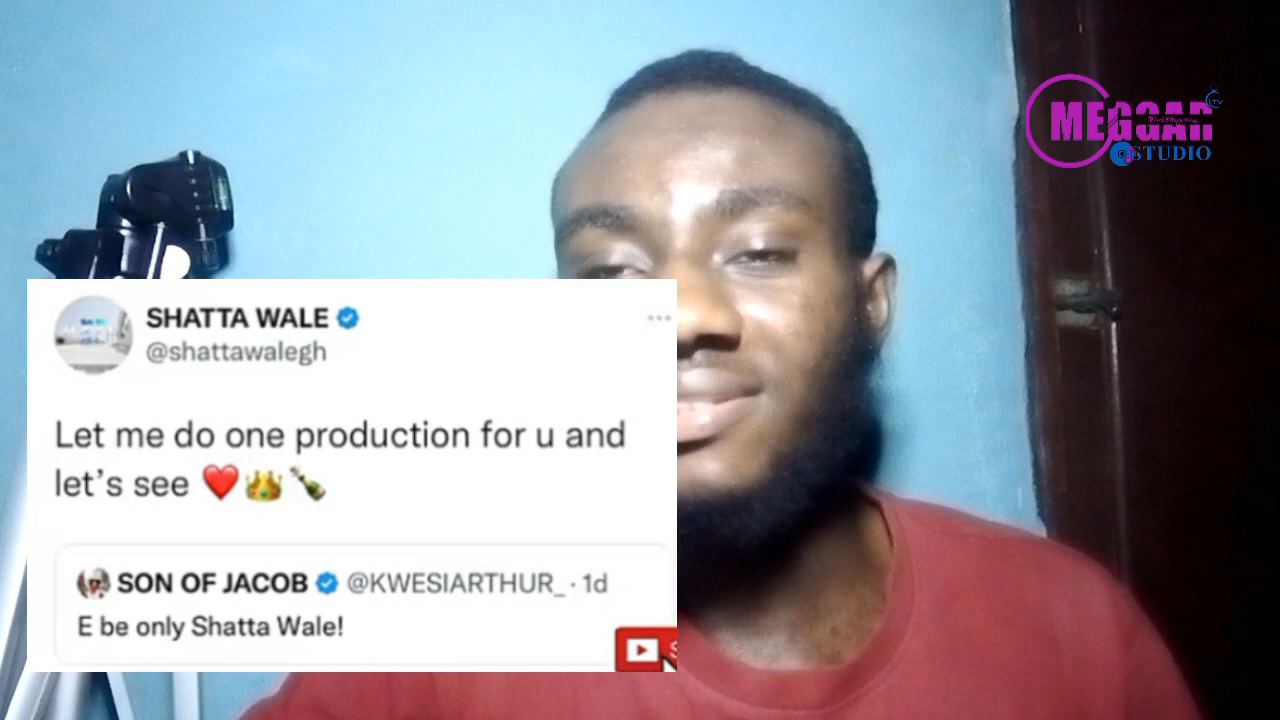 MEGGAR
TV
STUDIO
SHATTA WALE
@shattawalegh
Let me do one production for u and
let's see ❤️👑🍾
SON OF JACOB @KWESIARTHUR_ · 1d
E be only Shatta Wale!